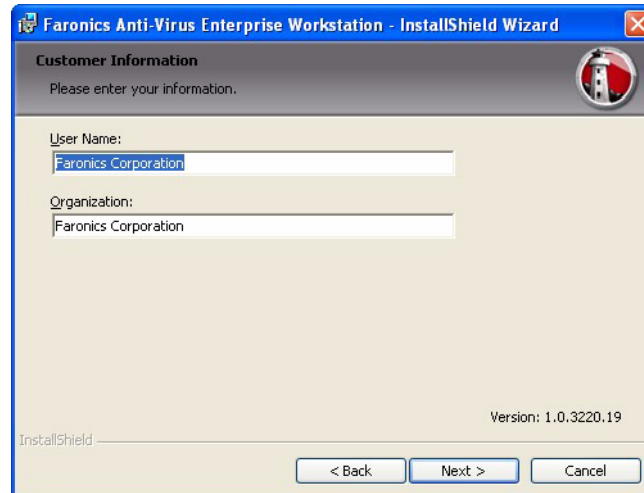 Faronics Anti-Virus Enterprise Workstation - InstallShield Wizard
Customer Information
Please enter your information.
User Name:
Faronics Corporation
Organization:
Faronics Corporation
Version: 1.0.3220.19
InstallShield
< Back
Next >
Cancel